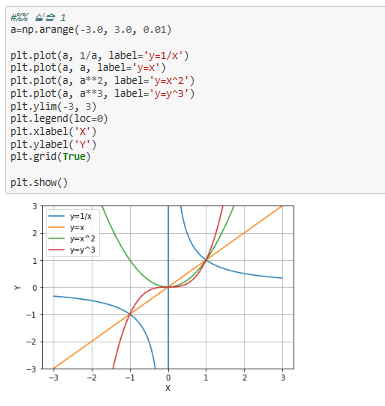 #%% 실습 1
a=np.arange(-3.0, 3.0, 0.01)
plt.plot(a, 1/a, label='y=1/x')
plt.plot(a, a, label='y=x')
plt.plot(a, a**2, label='y=x^2')
plt.plot(a, a**3, label='y=y^3')
plt.ylim(-3, 3)
plt.legend(loc=0)
plt.xlabel('X')
plt.ylabel('Y')
plt.grid(True)
plt.show()
y=1/x
y=x
y=x^2
y=y^3
3
2
1
0
−1
−2
−3
Y
−3 −2 −1 0 1 2 3
X